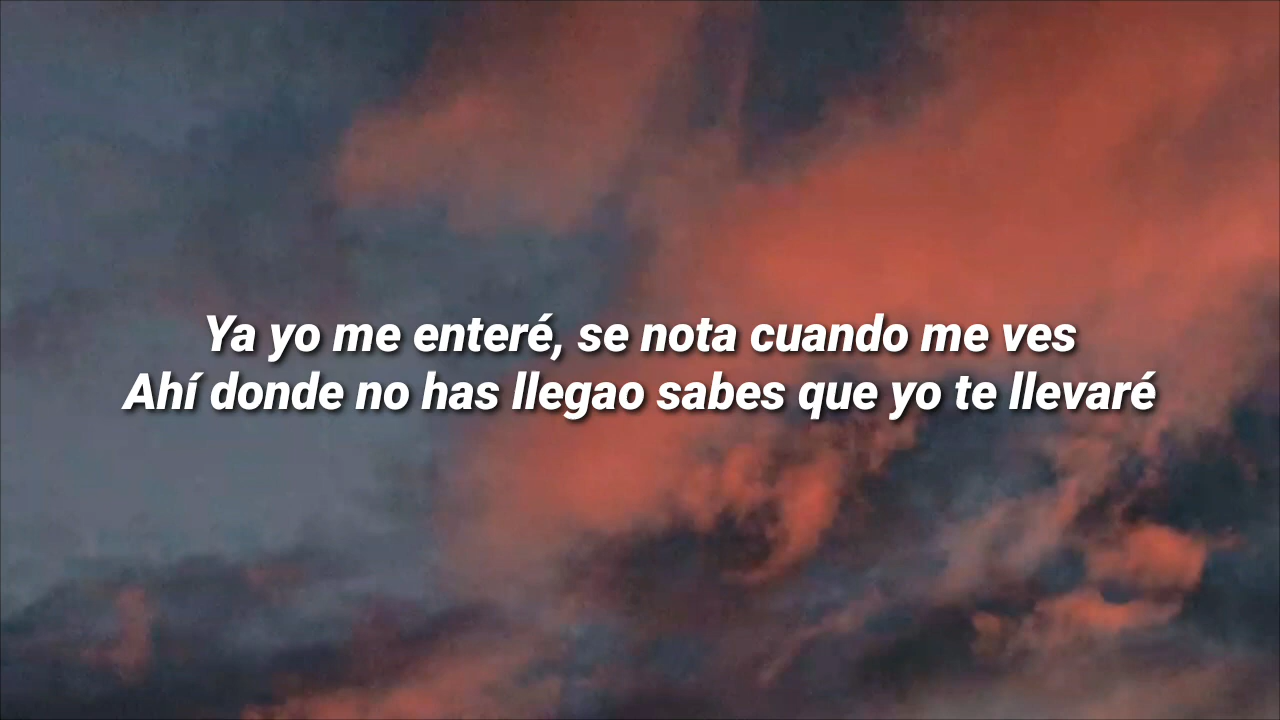 Ya yo me enteré, se nota cuando me ves
Ahí donde no has llegao sabes que yo te llevaré